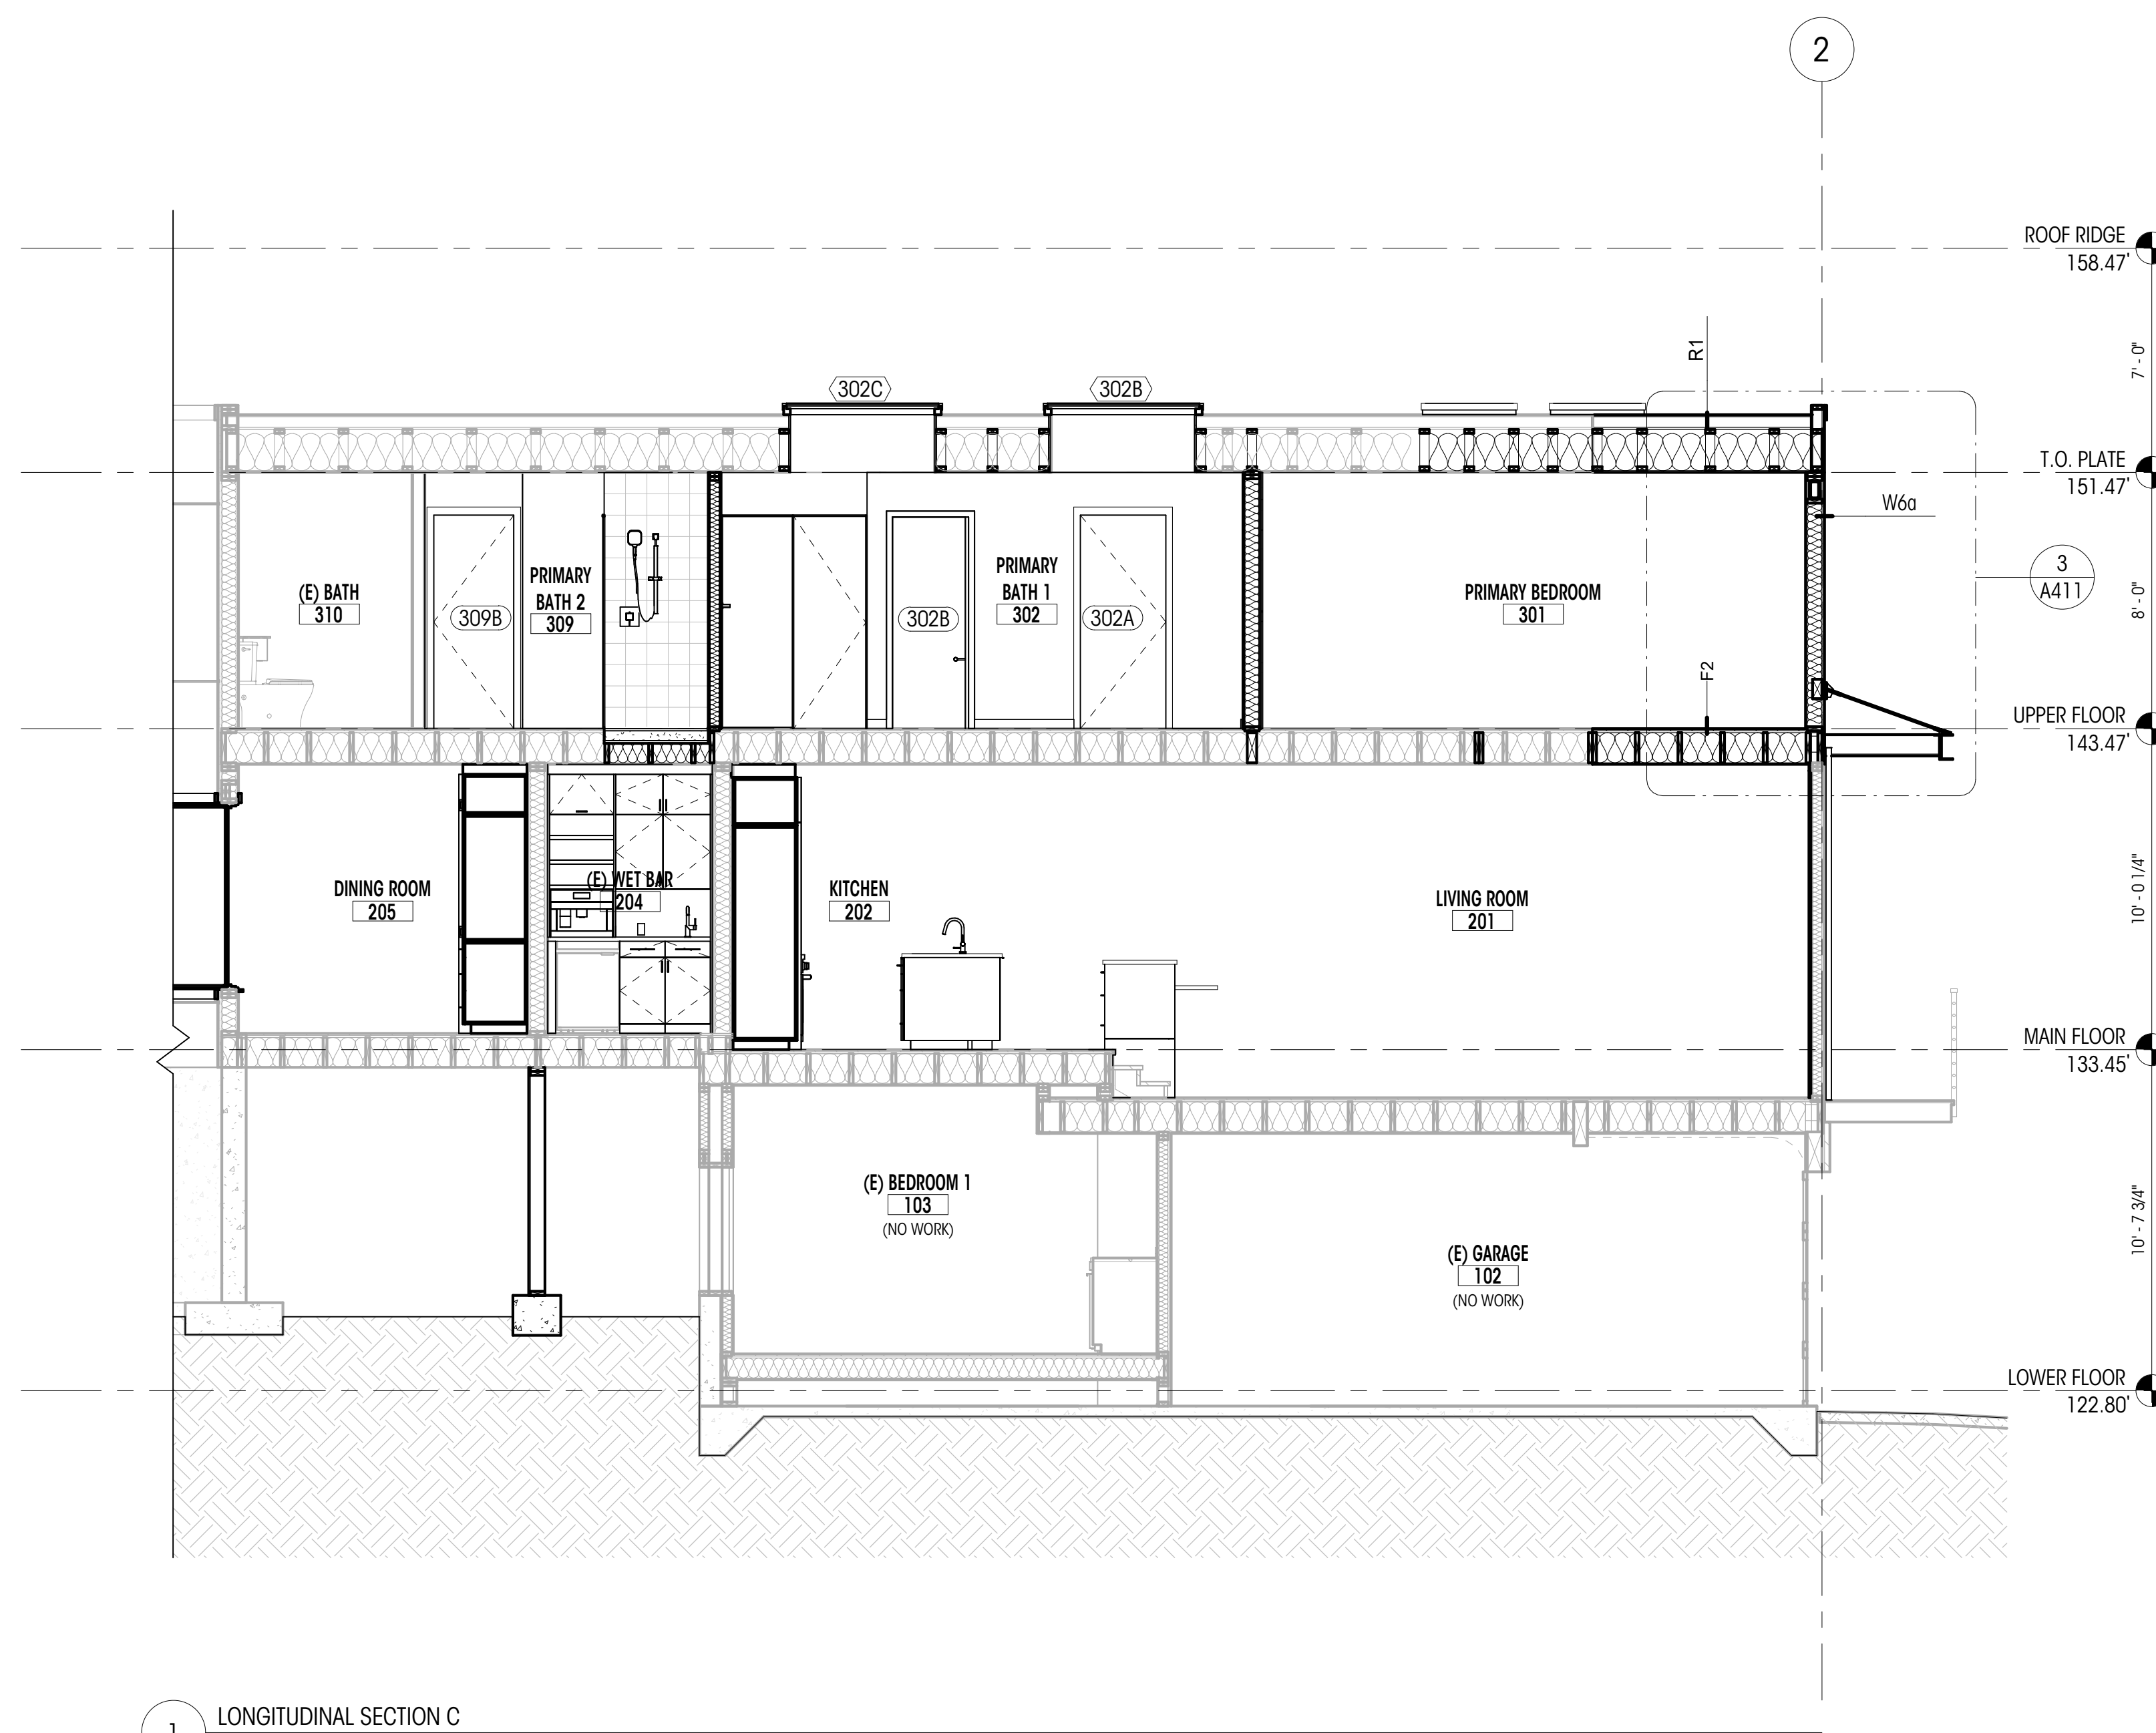 2
ROOF RIDGE
158.47'
7' - 0"
R1
302C
302B
T.O. PLATE
151.47'
W6a
3
A411
8' - 0"
(E) BATH
310
309B
PRIMARY
BATH 2
309
302B
PRIMARY
BATH 1
302
302A
PRIMARY BEDROOM
301
F2
UPPER FLOOR
143.47'
10' - 0 1/4"
DINING ROOM
205
(E) WET BAR
204
KITCHEN
202
LIVING ROOM
201
MAIN FLOOR
133.45'
10' - 7 3/4"
(E) BEDROOM 1
103
(NO WORK)
(E) GARAGE
102
(NO WORK)
LOWER FLOOR
122.80'
1
LONGITUDINAL SECTION C